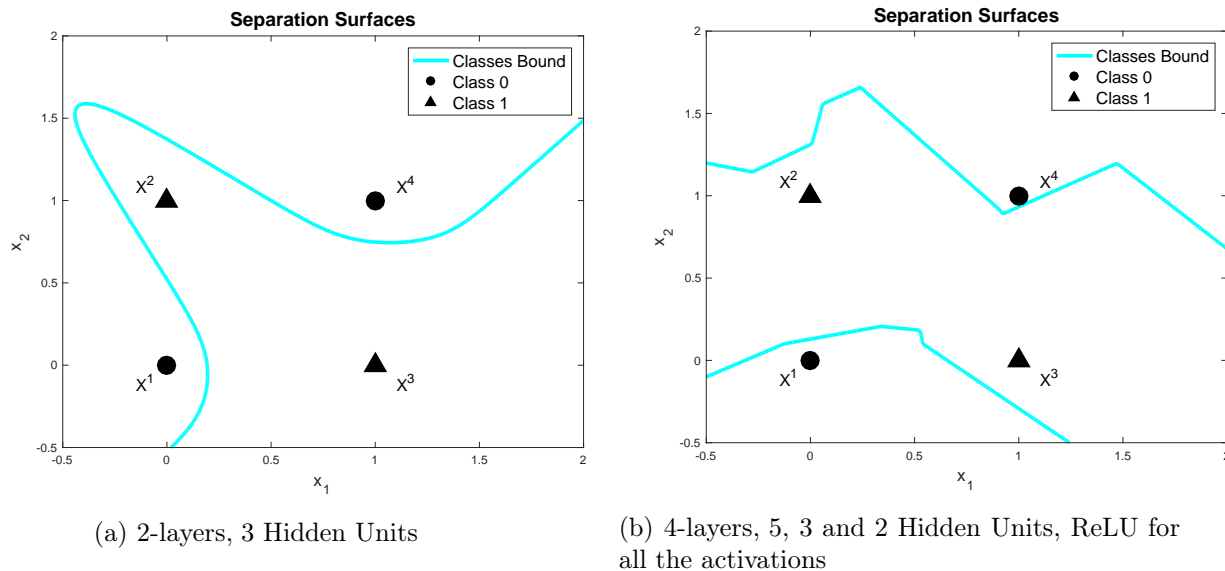 Separation Surfaces
Classes Bound
Class 0
Class 1
2
1.5
1
0.5
0
-0.5
-0.5
0
0.5
1
1.5
2
x₂
x₁
X²
X⁴
X¹
X³
(a) 2-layers, 3 Hidden Units
Separation Surfaces
Classes Bound
Class 0
Class 1
2
1.5
1
0.5
0
-0.5
-0.5
0
0.5
1
1.5
2
x₂
x₁
X²
X⁴
X¹
X³
(b) 4-layers, 5, 3 and 2 Hidden Units, ReLU for
all the activations